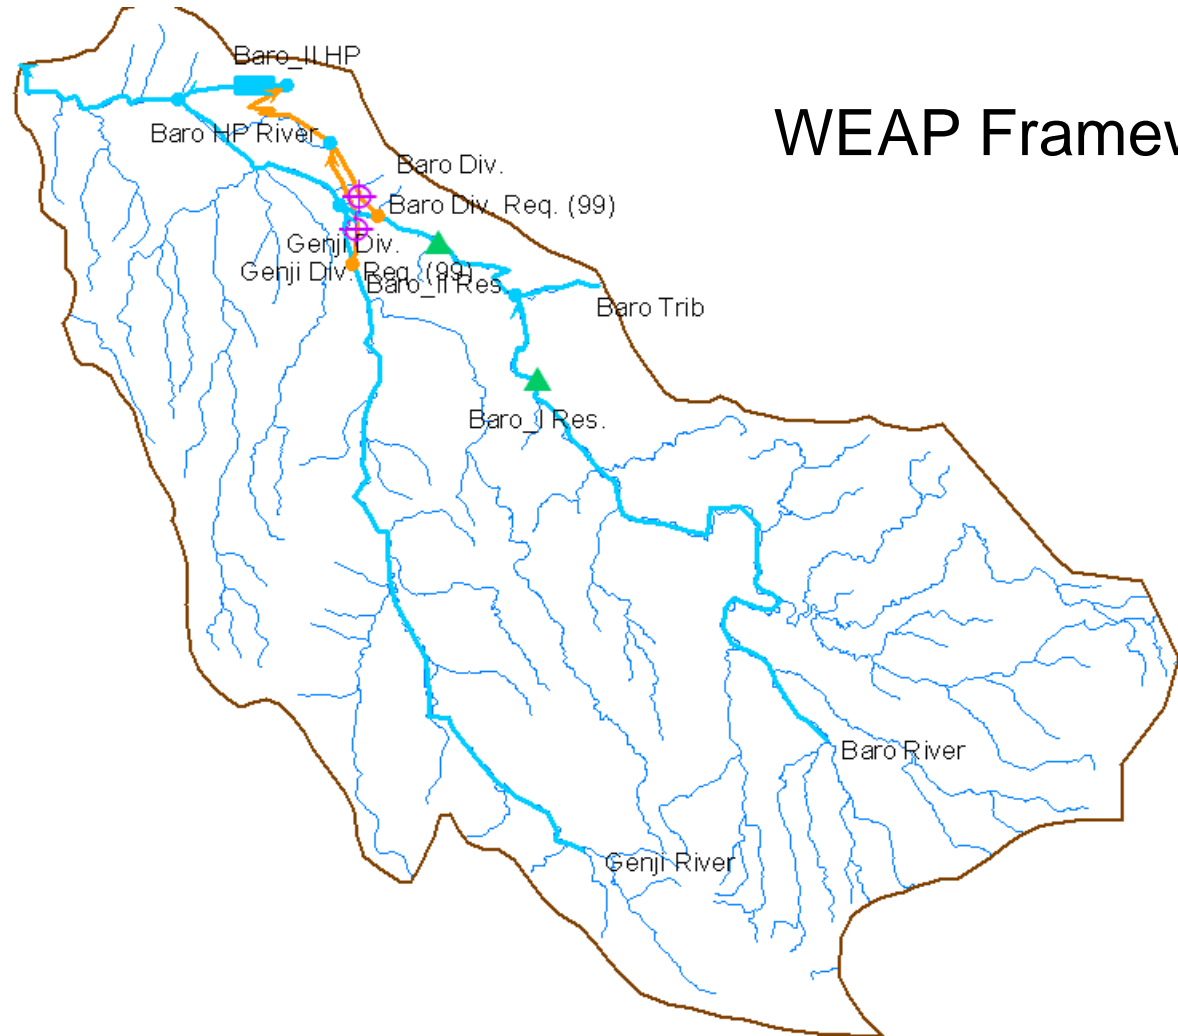 Baro_II HP
WEAP Framew
Baro HP River
Baro Div.
Baro Div. Req. (99)
Genji Div.
Genji Div. Req. (99)
Baro_II Res.
Baro Trib
Baro_I Res.
Baro River
Genji River